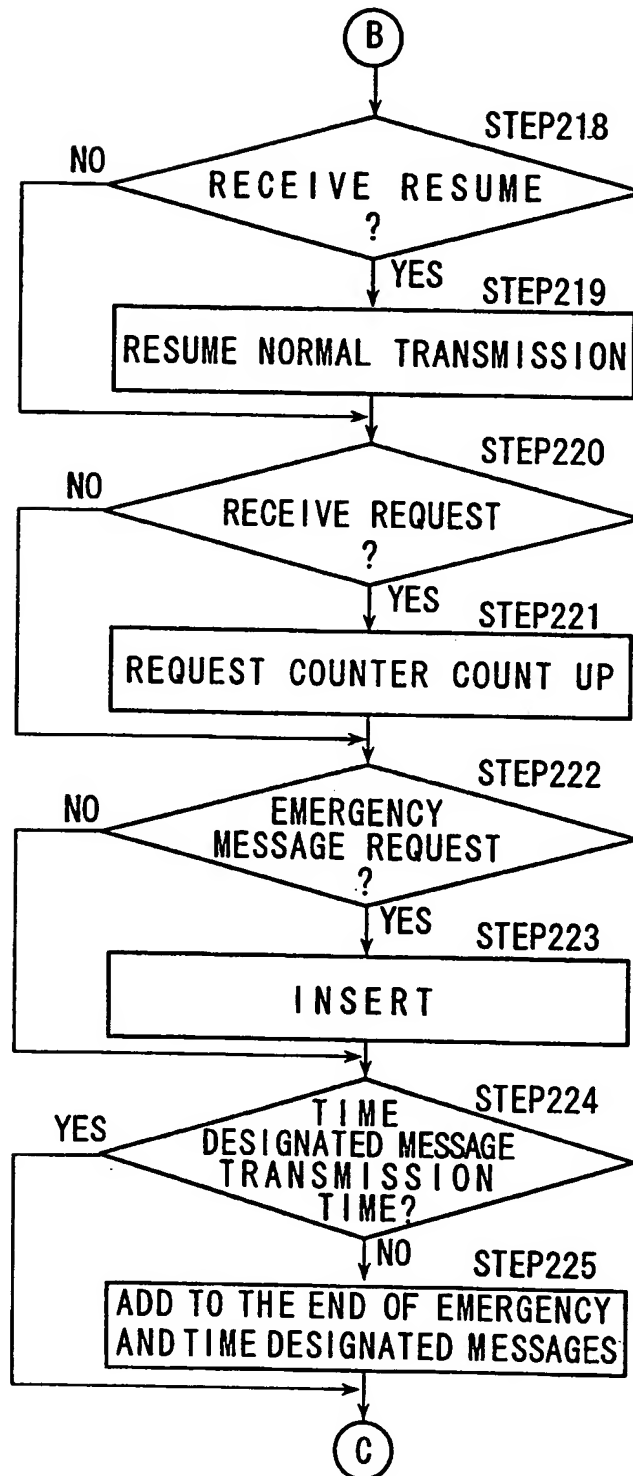 B
STEP218
NO
RECEIVE RESUME
?
YES
STEP219
RESUME NORMAL TRANSMISSION
STEP220
NO
RECEIVE REQUEST
?
YES
STEP221
REQUEST COUNTER COUNT UP
STEP222
NO
EMERGENCY
MESSAGE REQUEST
?
YES
STEP223
INSERT
STEP224
YES
TIME
DESIGNATED MESSAGE
TRANSMISSION
TIME?
NO
STEP225
ADD TO THE END OF EMERGENCY
AND TIME DESIGNATED MESSAGES
C